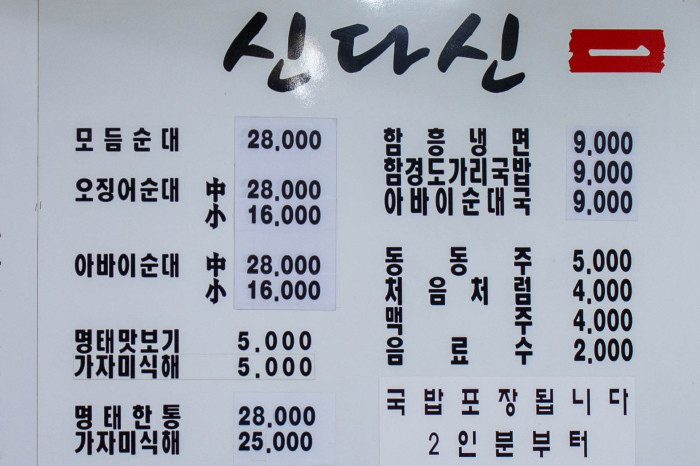 신다신
모듬순대 28,000
오징어순대 中 28,000
小 16,000
아바이순대 中 28,000
小 16,000
명태맛보기 5,000
가자미식해 5,000
명태한통 28,000
가자미식해 25,000
함흥냉면 9,000
함경도가리국밥 9,000
아바이순대국 9,000
동동주 5,000
처음처럼 4,000
맥주 4,000
음료수 2,000
국밥포장됩니다
2인분부터